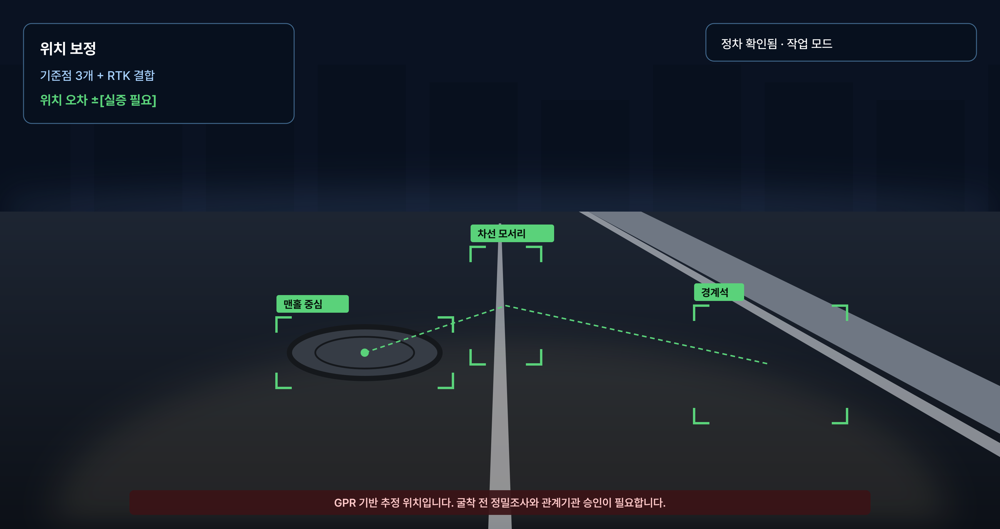 위치 보정
기준점 3개 + RTK 결합
위치 오차 ±[실증 필요]
정차 확인됨 · 작업 모드
차선 모서리
경계석
맨홀 중심
GPR 기반 추정 위치입니다. 굴착 전 정밀조사와 관계기관 승인이 필요합니다.